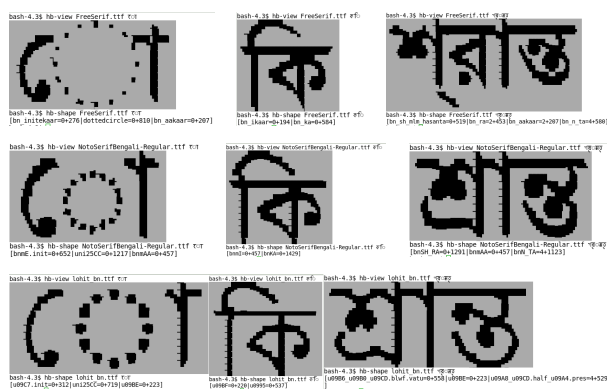 bash-4.3$ hb-view FreeSerif.ttf
ে◌া
bash-4.3$ hb-shape FreeSerif.ttf
[bn_initekaar=0+276|dottedcircle=0+810|bn_aakaar=0+207]
bash-4.3$ hb-view FreeSerif.ttf
কি
bash-4.3$ hb-shape FreeSerif.ttf
[bn_ikaar=0+194|bn_ka=0+584]
bash-4.3$ hb-view FreeSerif.ttf
শ্রান্ত
bash-4.3$ hb-shape FreeSerif.ttf
[bn_sh_nlm_hasanta=0+519|bn_ra=2+453|bn_aakaar=2+207|bn_n_ta=4+580]
bash-4.3$ hb-view NotoSerifBengali-Regular.ttf
ে◌া
bash-4.3$ hb-shape NotoSerifBengali-Regular.ttf
[bnmE.init=0+652|uni25CC=0+1217|bnmAA=0+457]
bash-4.3$ hb-view NotoSerifBengali-Regular.ttf
কি
bash-4.3$ hb-shape NotoSerifBengali-Regular.ttf
[bnmI=0+457|bnKA=0+1429]
bash-4.3$ hb-view NotoSerifBengali-Regular.ttf
শ্রান্ত
bash-4.3$ hb-shape NotoSerifBengali-Regular.ttf
[bnSH_RA=0+1291|bnmAA=0+457|bnN_TA=4+1123]
bash-4.3$ hb-view lohit_bn.ttf
ে◌া
bash-4.3$ hb-shape lohit_bn.ttf
[u09C7.init=0+312|uni25CC=0+719|u09BE=0+223]
bash-4.3$ hb-view lohit_bn.ttf
কি
bash-4.3$ hb-shape lohit_bn.ttf
[u09BF=0+220|u0995=0+537]
bash-4.3$ hb-view lohit_bn.ttf
শ্রান্ত
bash-4.3$ hb-shape lohit_bn.ttf
[u09B6_u09B0_u09CD.blwf.vatu=0+558|u09BE=0+223|u09A8_u09CD.half_u09A4.pres=4+529
]